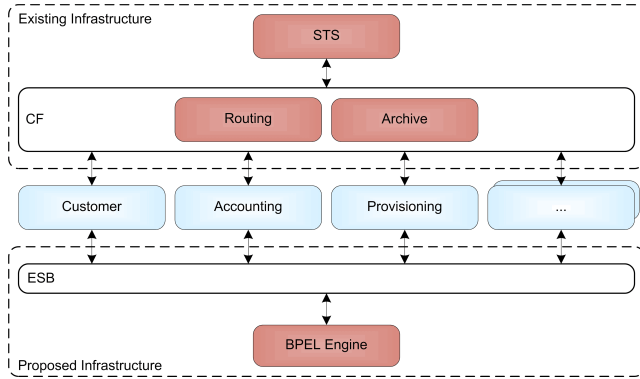 Existing Infrastructure
STS
CF
Routing
Archive
Customer
Accounting
Provisioning
...
ESB
BPEL Engine
Proposed Infrastructure